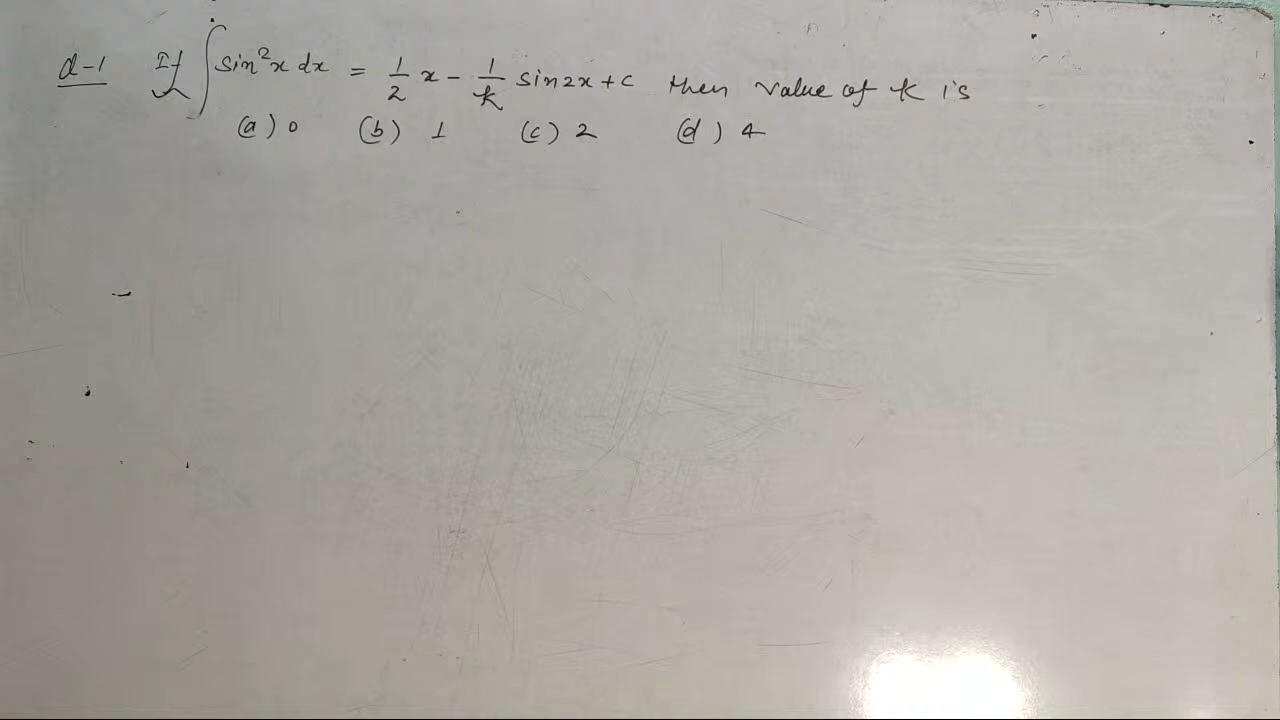 Q-1 If ∫ sin²x dx = 1/2 x - 1/k sin2x + c then value of k is
(a) 0 (b) 1 (c) 2 (d) 4